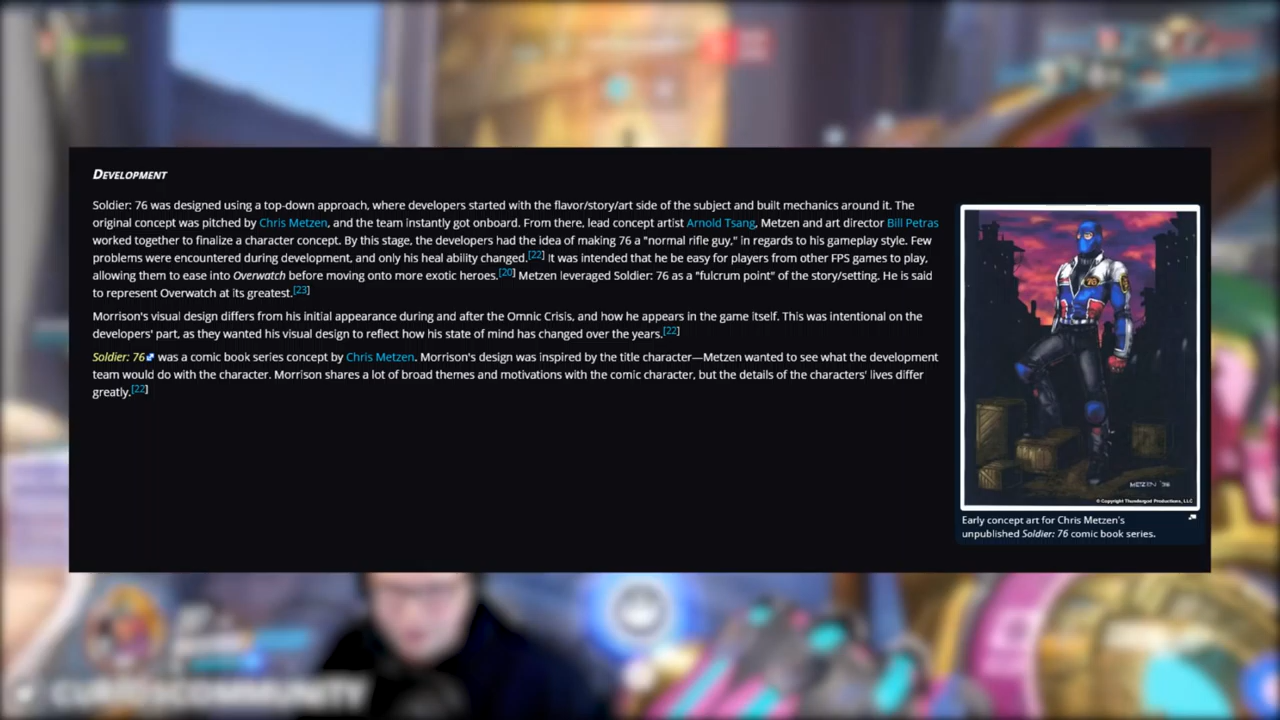 DEVELOPMENT
Soldier: 76 was designed using a top-down approach, where developers started with the flavor/story/art side of the subject and built mechanics around it. The
original concept was pitched by Chris Metzen, and the team instantly got onboard. From there, lead concept artist Arnold Tsang, Metzen and art director Bill Petras
worked together to finalize a character concept. By this stage, the developers had the idea of making 76 a "normal rifle guy," in regards to his gameplay style. Few
problems were encountered during development, and only his heal ability changed.[22] It was intended that he be easy for players from other FPS games to play,
allowing them to ease into Overwatch before moving onto more exotic heroes.[20] Metzen leveraged Soldier: 76 as a "fulcrum point" of the story/setting. He is said
to represent Overwatch at its greatest.[23]
Morrison's visual design differs from his initial appearance during and after the Omnic Crisis, and how he appears in the game itself. This was intentional on the
developers' part, as they wanted his visual design to reflect how his state of mind has changed over the years.[22]
Soldier: 76 was a comic book series concept by Chris Metzen. Morrison's design was inspired by the title character—Metzen wanted to see what the development
team would do with the character. Morrison shares a lot of broad themes and motivations with the comic character, but the details of the characters' lives differ
greatly.[22]
76
METZEN '98
© Copyright Thundergod Productions, LLC
Early concept art for Chris Metzen's
unpublished Soldier: 76 comic book series.